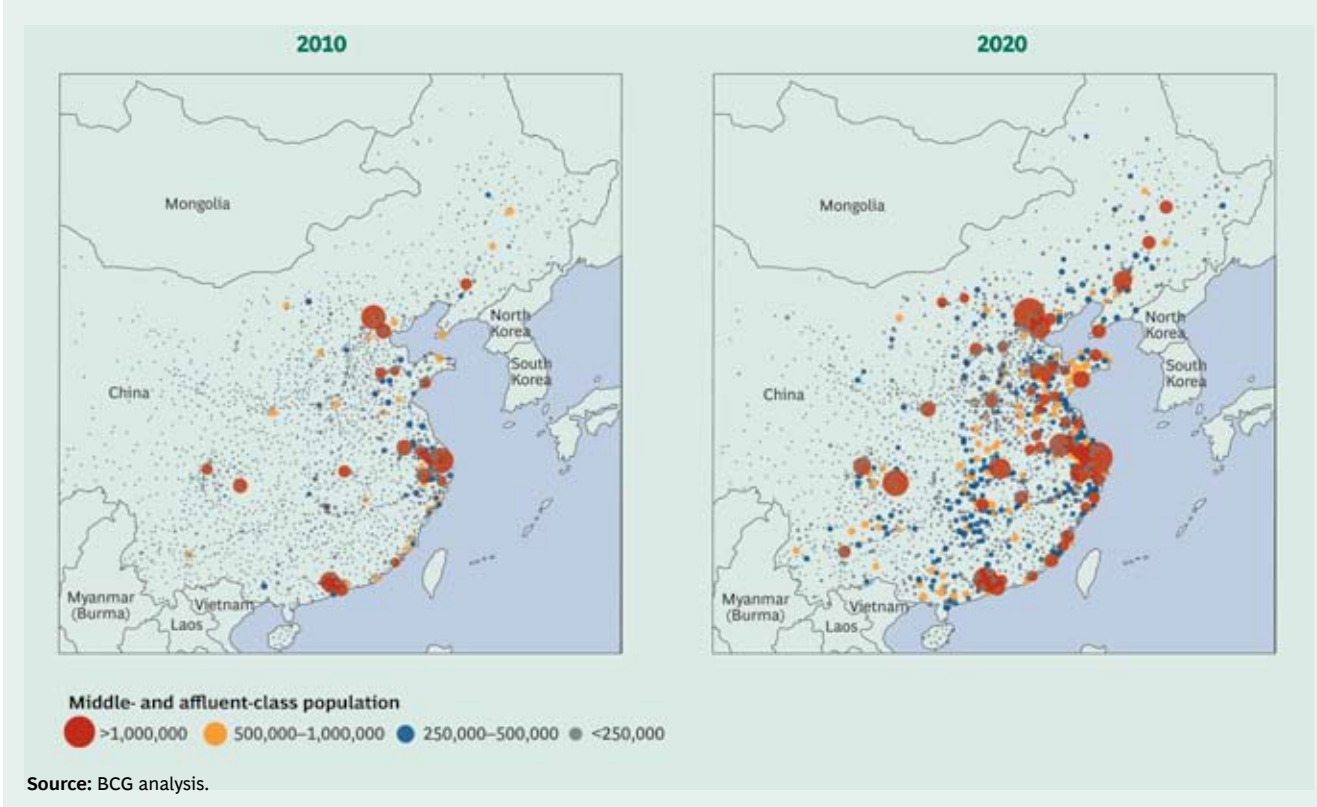 2010
2020
Mongolia
North
Korea
South
Korea
China
Myanmar
(Burma)
Vietnam
Laos
Mongolia
North
Korea
South
Korea
China
Myanmar
(Burma)
Vietnam
Laos
Middle- and affluent-class population
>1,000,000 500,000–1,000,000 250,000–500,000 <250,000
Source: BCG analysis.